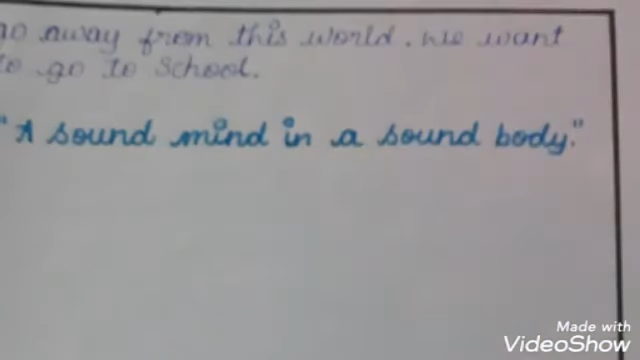 go away from this world. we want
to go to School.
"A sound mind in a sound body."
Made with
VideoShow